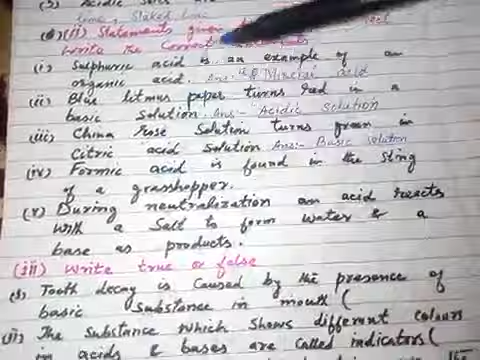 (3) Acidic
lime, Slaked lime
(ii) Statements given
Write the Correct
(i) Sulphuric acid is an example of an
organic acid. Ans:- Mineral acid
(ii) Blue litmus paper turns red in a
basic solution. Ans:- Acidic solution
(iii) China rose solution turns green in
Citric acid solution Ans:- Basic solution
(iv) Formic acid is found in the sting
of a grasshopper.
(v) During neutralization an acid reacts
with a salt to form water & a
base as products.
(iii) Write true or false
(i) Tooth decay is caused by the presence of
basic substance in mouth (
(ii) The substance which shows different colours
in acids & bases are called indicators (